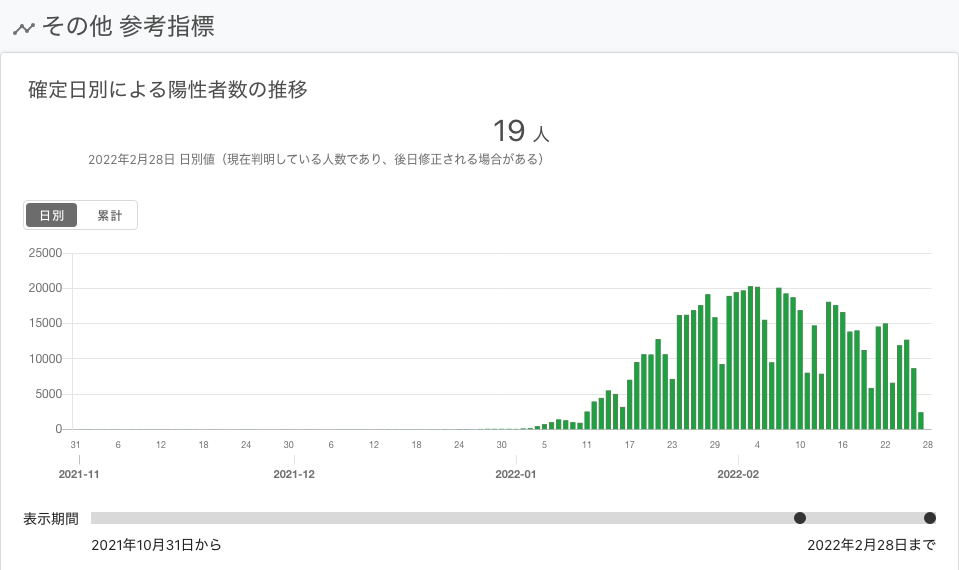 その他 参考指標
確定日別による陽性者数の推移
19 人
2022年2月28日 日別値（現在判明している人数であり、後日修正される場合がある）
日別 累計
25000
20000
15000
10000
5000
0
31 6 12 18 24 30 6 12 18 24 30 5 11 17 23 29 4 10 16 22 28
2021-11 2021-12 2022-01 2022-02
表示期間
2021年10月31日から 2022年2月28日まで